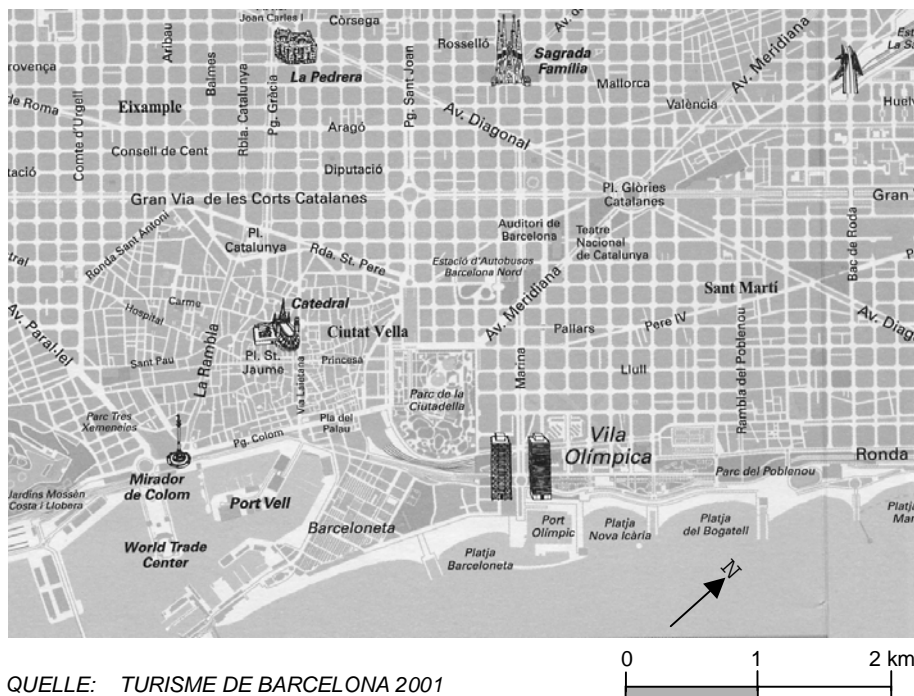 Joan Carles I
Còrsega
Rosselló
Av. de
Av. Meridiana
Aribau
Balmes
Rbla. Catalunya
Pg. Gràcia
Pg. Sant Joan
La Pedrera
Sagrada
Família
Mallorca
València
rovença
de Roma
Comte d'Urgell
Eixample
Aragó
Av. Diagonal
Consell de Cent
Diputació
tació
Gran Via de les Corts Catalanes
Pl. Glòries
Catalanes
Gran
Ronda Sant Antoni
Pl.
Catalunya
Rda. St. Pere
Auditori de
Barcelona
Teatre
Nacional
de Catalunya
Estació d'Autobusos
Barcelona Nord
Bac de Roda
Av. Meridiana
Sant Martí
Av. Paral·lel
Carme
Hospital
Sant Pau
La Rambla
Catedral
Ciutat Vella
Pl. St.
Jaume
Via Laietana
Princesa
Pallars
Pere IV
Llull
Marina
Rambla del Poblenou
Av. Diag
Parc de la
Ciutadella
Parc Tres
Xemeneies
Pg. Colom
Pla del
Palau
Vila
Olímpica
Parc del Poblenou
Ronda
Jardins Mossèn
Costa i Llobera
Mirador
de Colom
Port Vell
Barceloneta
World Trade
Center
Platja
Barceloneta
Port
Olímpic
Platja
Nova Icària
Platja
del Bogatell
Platja
Mar
N
0 1 2 km
QUELLE: TURISME DE BARCELONA 2001